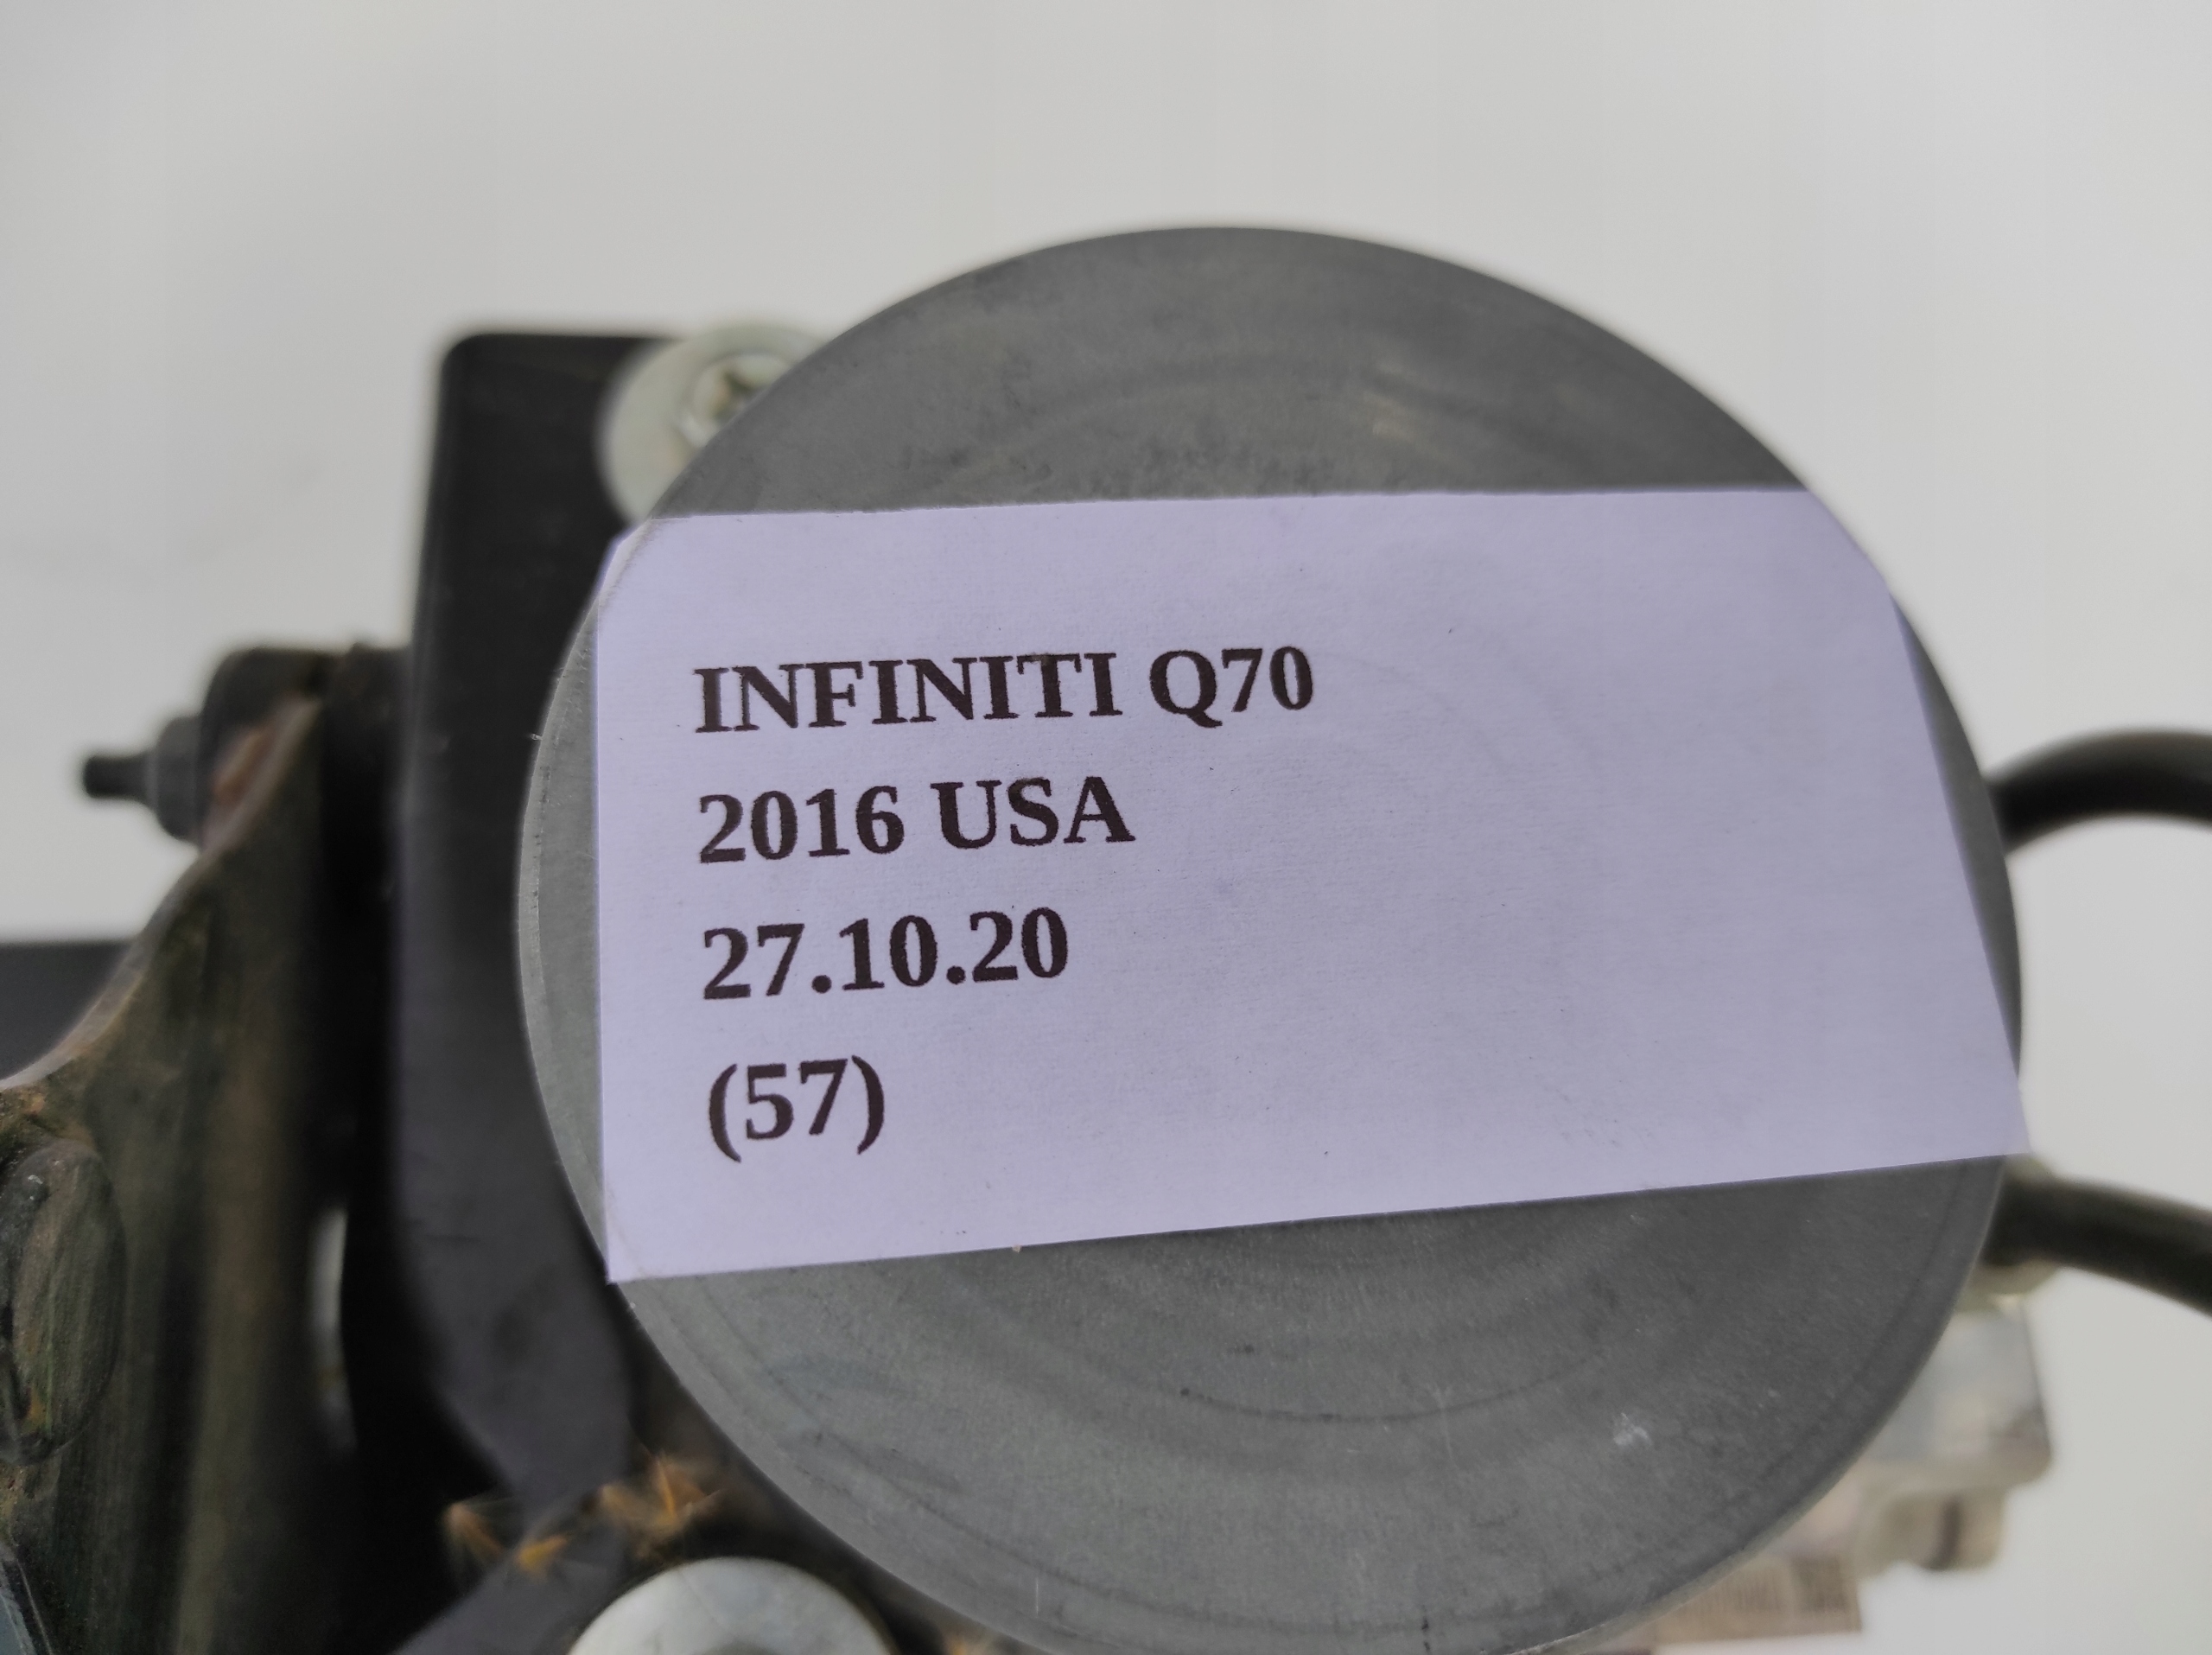 INFINITI Q70
2016 USA
27.10.20
(57)